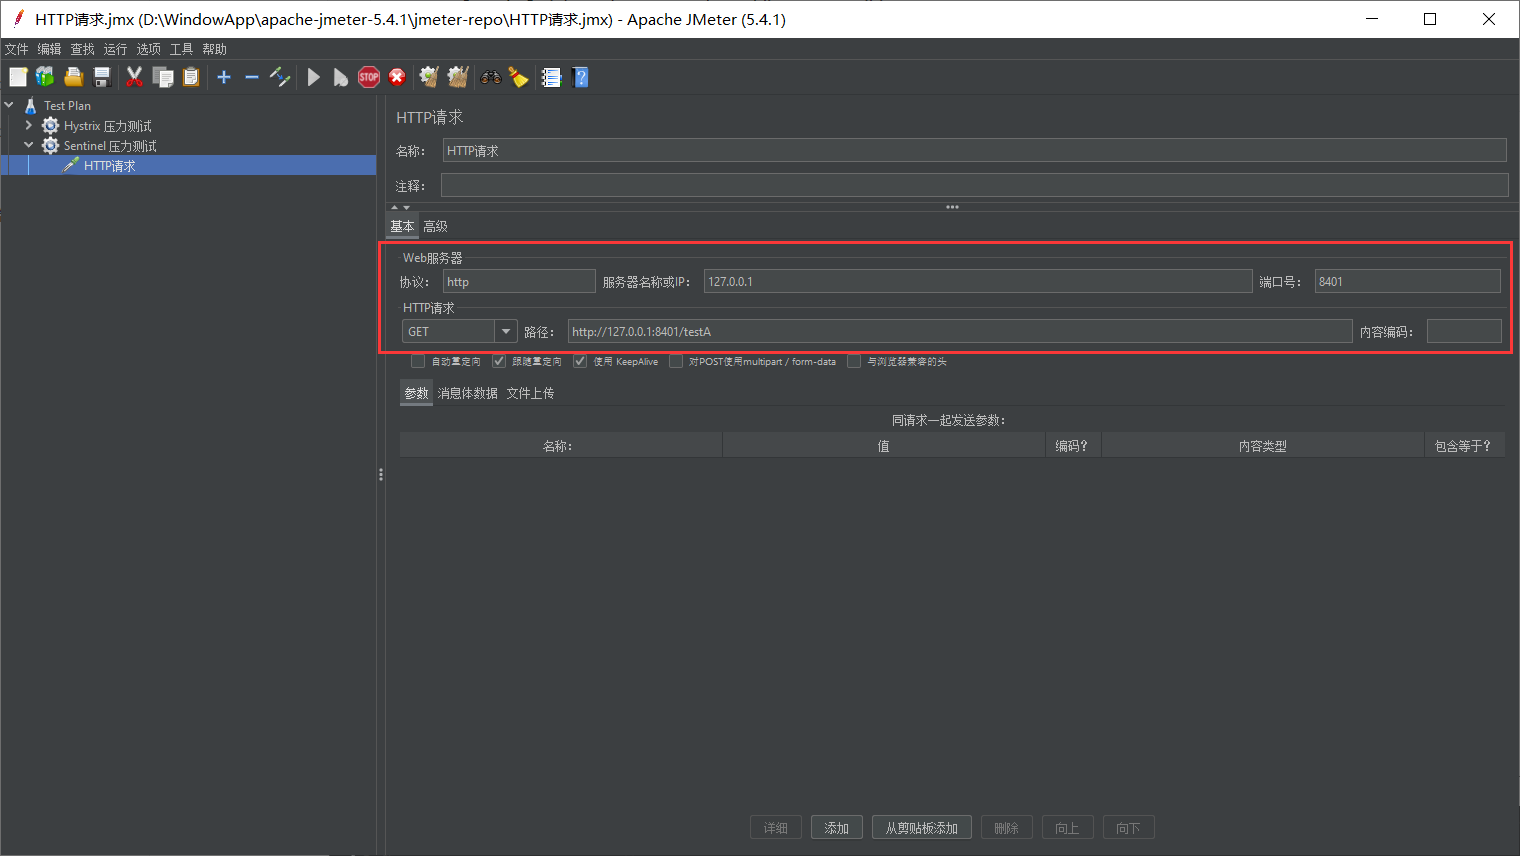 HTTP请求.jmx (D:\WindowApp\apache-jmeter-5.4.1\jmeter-repo\HTTP请求.jmx) - Apache JMeter (5.4.1)
文件 编辑 查找 运行 选项 工具 帮助
STOP
?
Test Plan
Hystrix 压力测试
Sentinel 压力测试
HTTP请求
HTTP请求
名称： HTTP请求
注释：
基本 高级
Web服务器
协议： http 服务器名称或IP： 127.0.0.1 端口号： 8401
HTTP请求
GET 路径： http://127.0.0.1:8401/testA 内容编码：
自动重定向 跟随重定向 使用 KeepAlive 对POST使用multipart / form-data 与浏览器兼容的头
参数 消息体数据 文件上传
同请求一起发送参数：
名称： 值 编码？ 内容类型 包含等于？
详细 添加 从剪贴板添加 删除 向上 向下